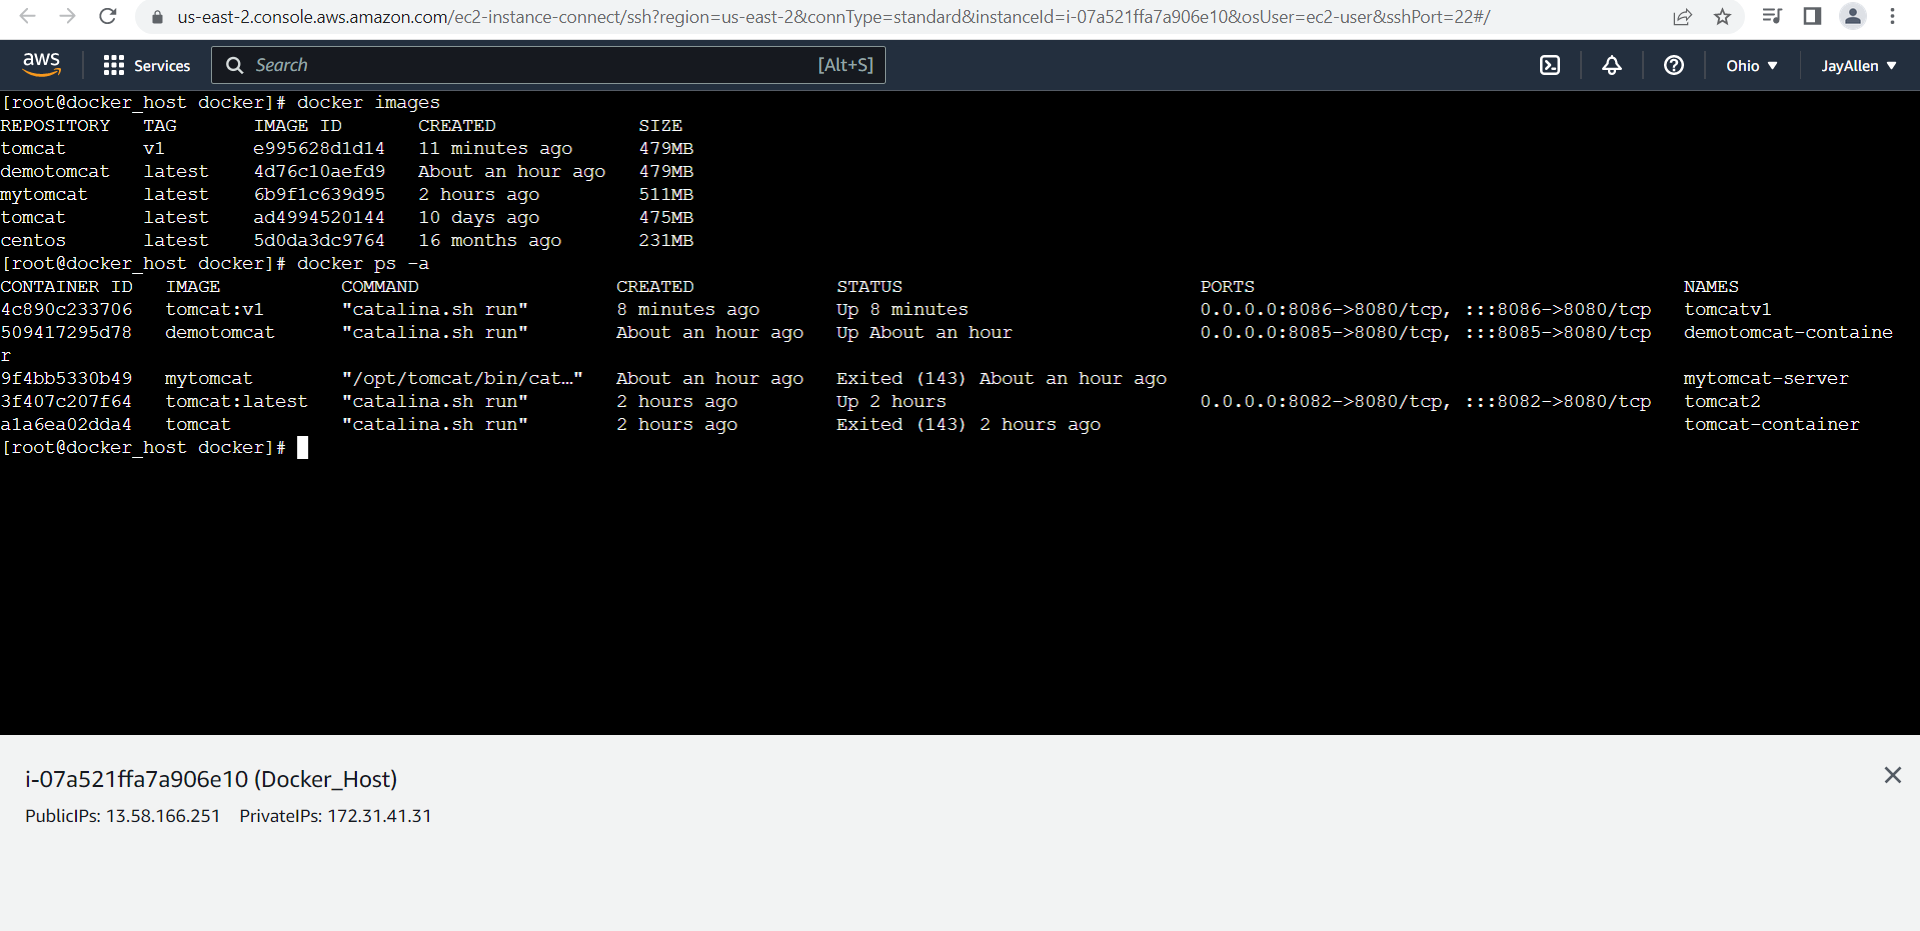 us-east-2.console.aws.amazon.com/ec2-instance-connect/ssh?region=us-east-2&connType=standard&instanceId=i-07a521ffa7a906e10&osUser=ec2-user&sshPort=22#/
aws Services Search [Alt+S] Ohio JayAllen
[root@docker_host docker]# docker images
REPOSITORY TAG IMAGE ID CREATED SIZE
tomcat v1 e995628d1d14 11 minutes ago 479MB
demotomcat latest 4d76c10aefd9 About an hour ago 479MB
mytomcat latest 6b9f1c639d95 2 hours ago 511MB
tomcat latest ad4994520144 10 days ago 475MB
centos latest 5d0da3dc9764 16 months ago 231MB
[root@docker_host docker]# docker ps -a
CONTAINER ID IMAGE COMMAND CREATED STATUS PORTS NAMES
4c890c233706 tomcat:v1 "catalina.sh run" 8 minutes ago Up 8 minutes 0.0.0.0:8086->8080/tcp, :::8086->8080/tcp tomcatv1
509417295d78 demotomcat "catalina.sh run" About an hour ago Up About an hour 0.0.0.0:8085->8080/tcp, :::8085->8080/tcp demotomcat-containe
r
9f4bb5330b49 mytomcat "/opt/tomcat/bin/cat…" About an hour ago Exited (143) About an hour ago mytomcat-server
3f407c207f64 tomcat:latest "catalina.sh run" 2 hours ago Up 2 hours 0.0.0.0:8082->8080/tcp, :::8082->8080/tcp tomcat2
a1a6ea02dda4 tomcat "catalina.sh run" 2 hours ago Exited (143) 2 hours ago tomcat-container
[root@docker_host docker]#
i-07a521ffa7a906e10 (Docker_Host)
PublicIPs: 13.58.166.251 PrivateIPs: 172.31.41.31